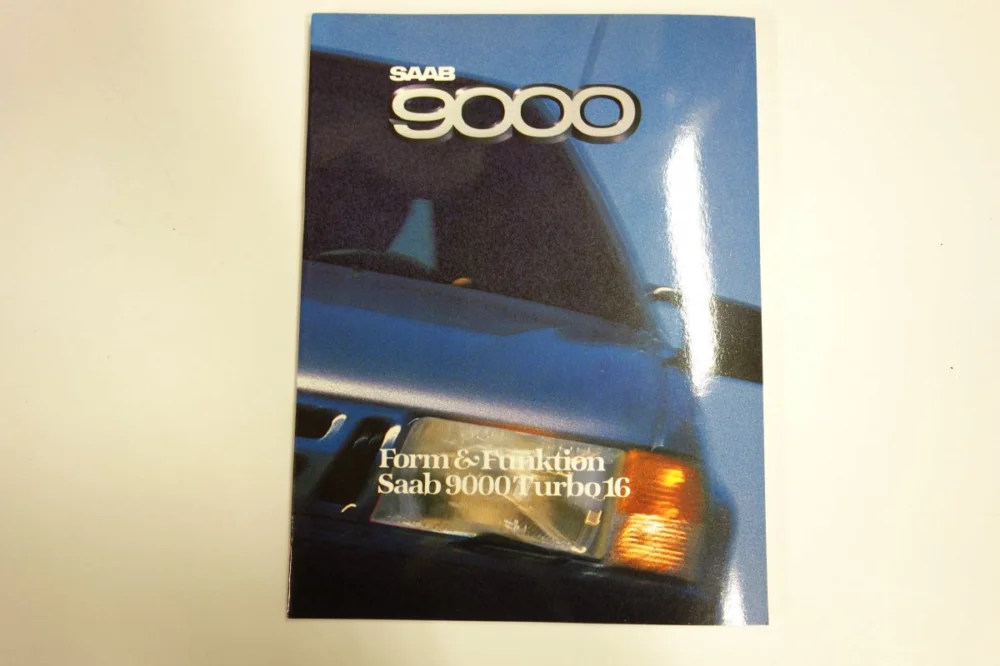 SAAB
9000
Form & Funktion
Saab 9000 Turbo 16